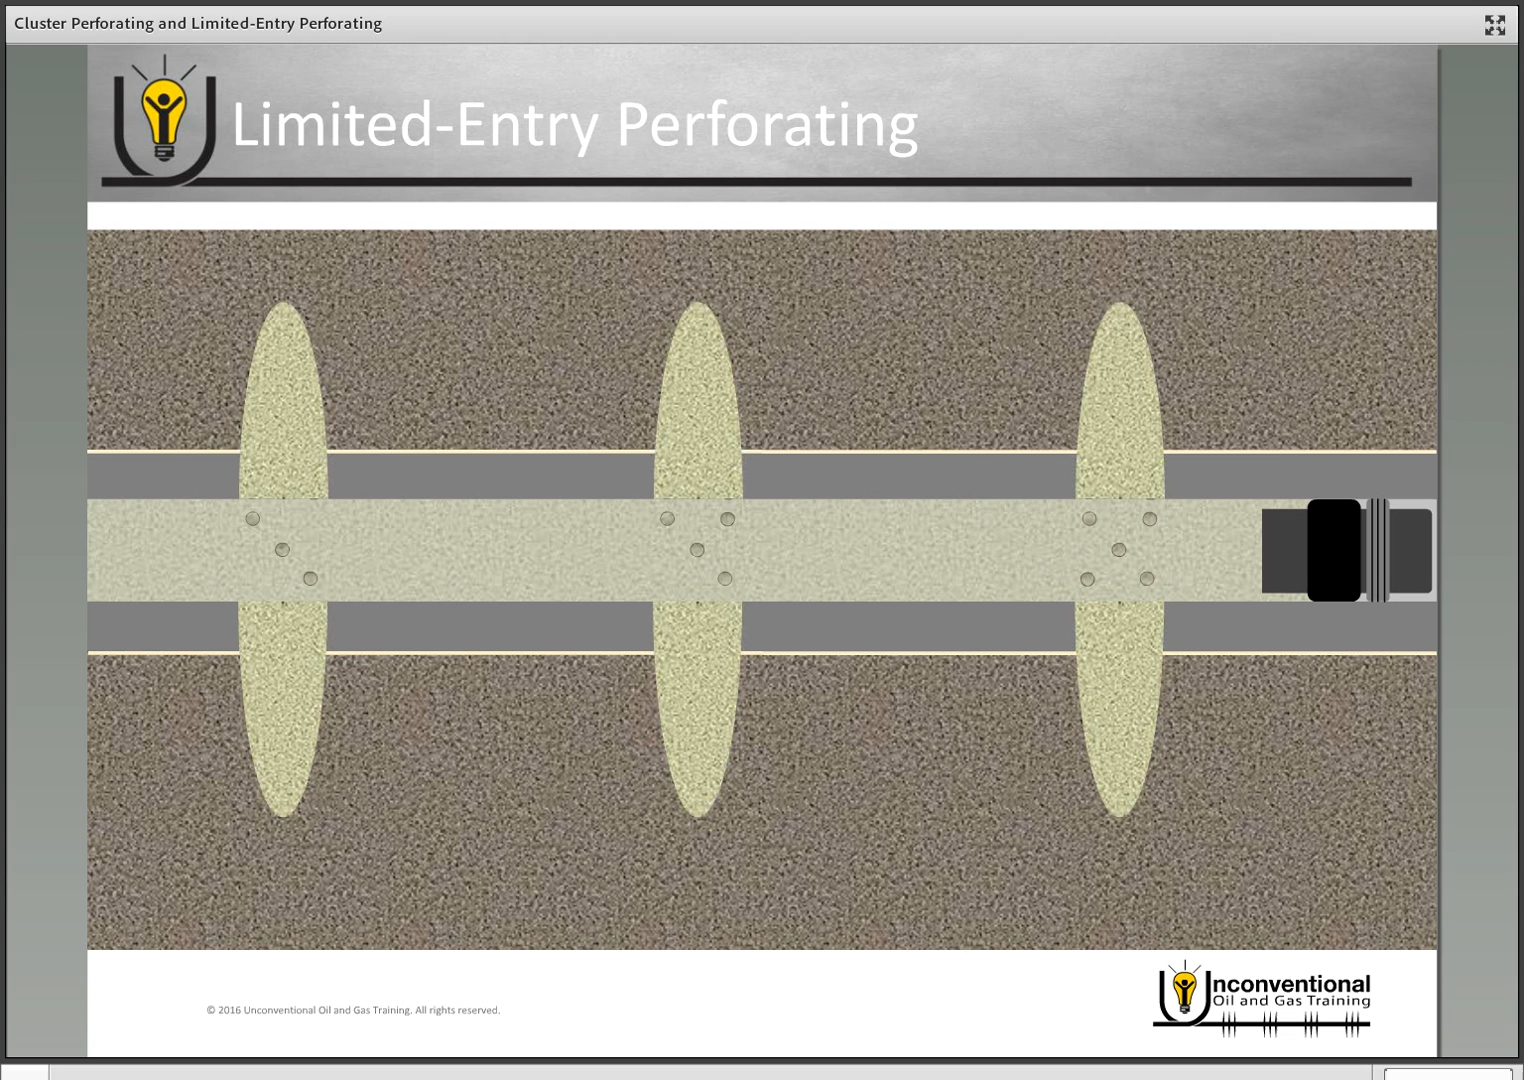 Cluster Perforating and Limited-Entry Perforating
Limited-Entry Perforating
© 2016 Unconventional Oil and Gas Training. All rights reserved.
Unconventional
Oil and Gas Training